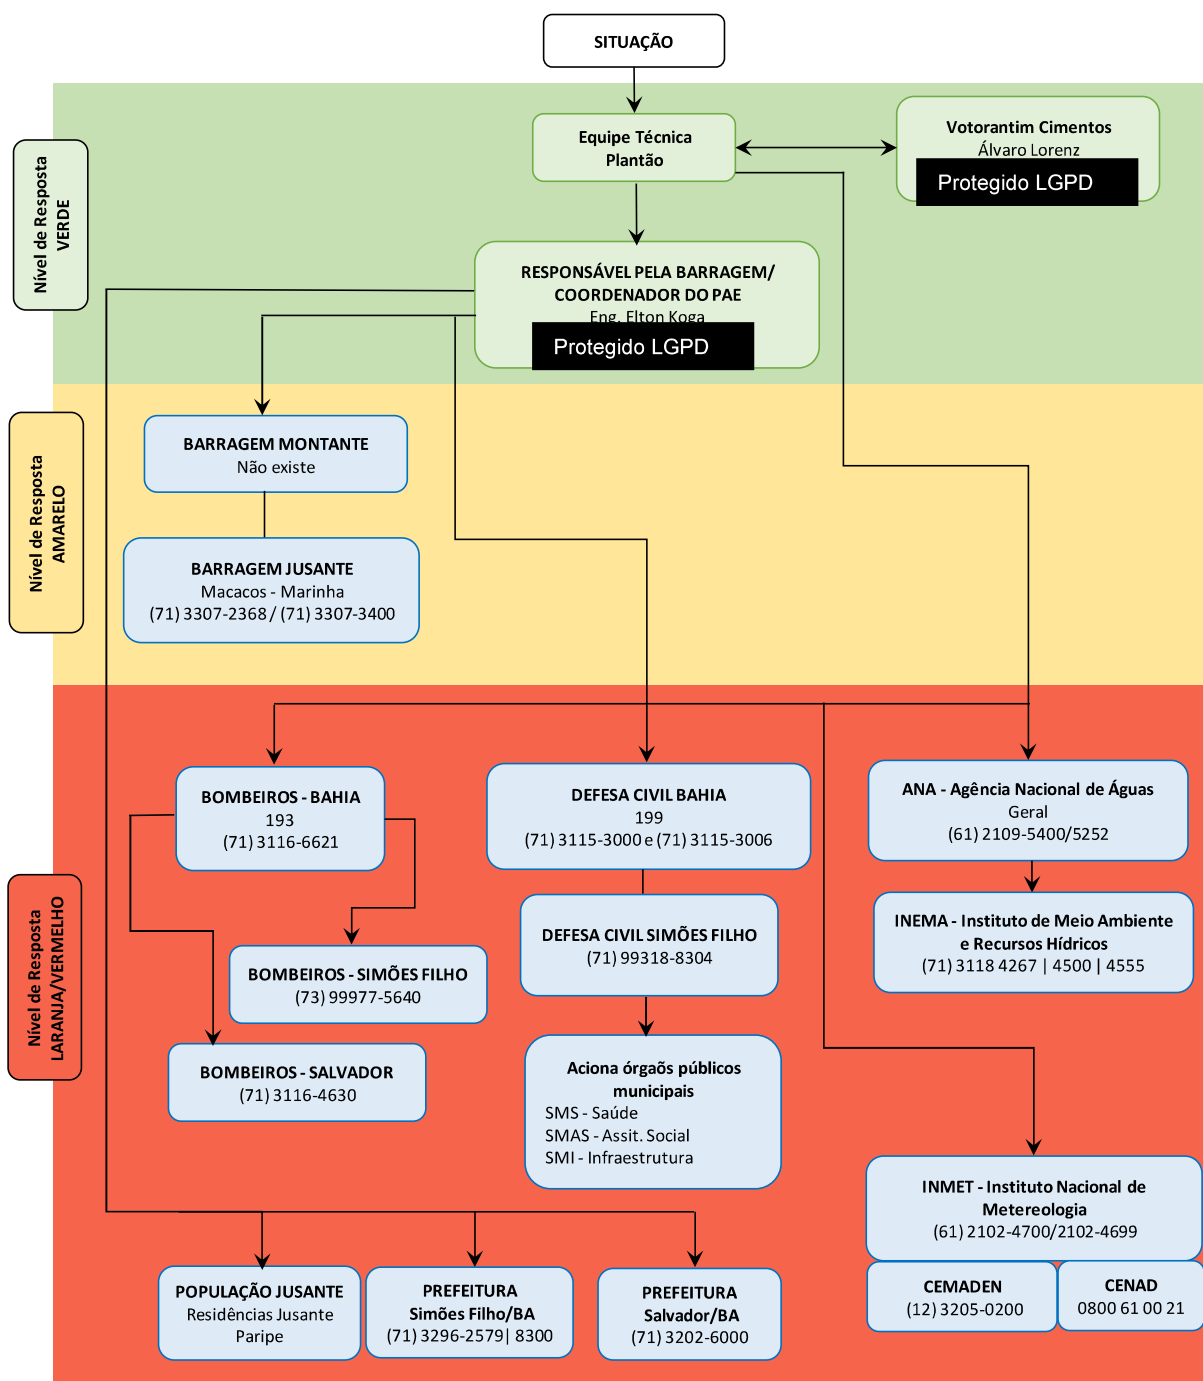 SITUAÇÃO
Equipe Técnica
Plantão
Votorantim Cimentos
Álvaro Lorenz
Protegido LGPD
Nível de Resposta
VERDE
RESPONSÁVEL PELA BARRAGEM/
COORDENADOR DO PAE
Eng. Elton Koga
Protegido LGPD
Nível de Resposta
AMARELO
BARRAGEM MONTANTE
Não existe
BARRAGEM JUSANTE
Macacos - Marinha
(71) 3307-2368 / (71) 3307-3400
Nível de Resposta
LARANJA/VERMELHO
BOMBEIROS - BAHIA
193
(71) 3116-6621
DEFESA CIVIL BAHIA
199
(71) 3115-3000 e (71) 3115-3006
ANA - Agência Nacional de Águas
Geral
(61) 2109-5400/5252
DEFESA CIVIL SIMÕES FILHO
(71) 99318-8304
INEMA - Instituto de Meio Ambiente
e Recursos Hídricos
(71) 3118 4267 | 4500 | 4555
BOMBEIROS - SIMÕES FILHO
(73) 99977-5640
BOMBEIROS - SALVADOR
(71) 3116-4630
Aciona órgaõs públicos
municipais
SMS - Saúde
SMAS - Assit. Social
SMI - Infraestrutura
INMET - Instituto Nacional de
Metereologia
(61) 2102-4700/2102-4699
CEMADEN
(12) 3205-0200
CENAD
0800 61 00 21
POPULAÇÃO JUSANTE
Residências Jusante
Paripe
PREFEITURA
Simões Filho/BA
(71) 3296-2579| 8300
PREFEITURA
Salvador/BA
(71) 3202-6000